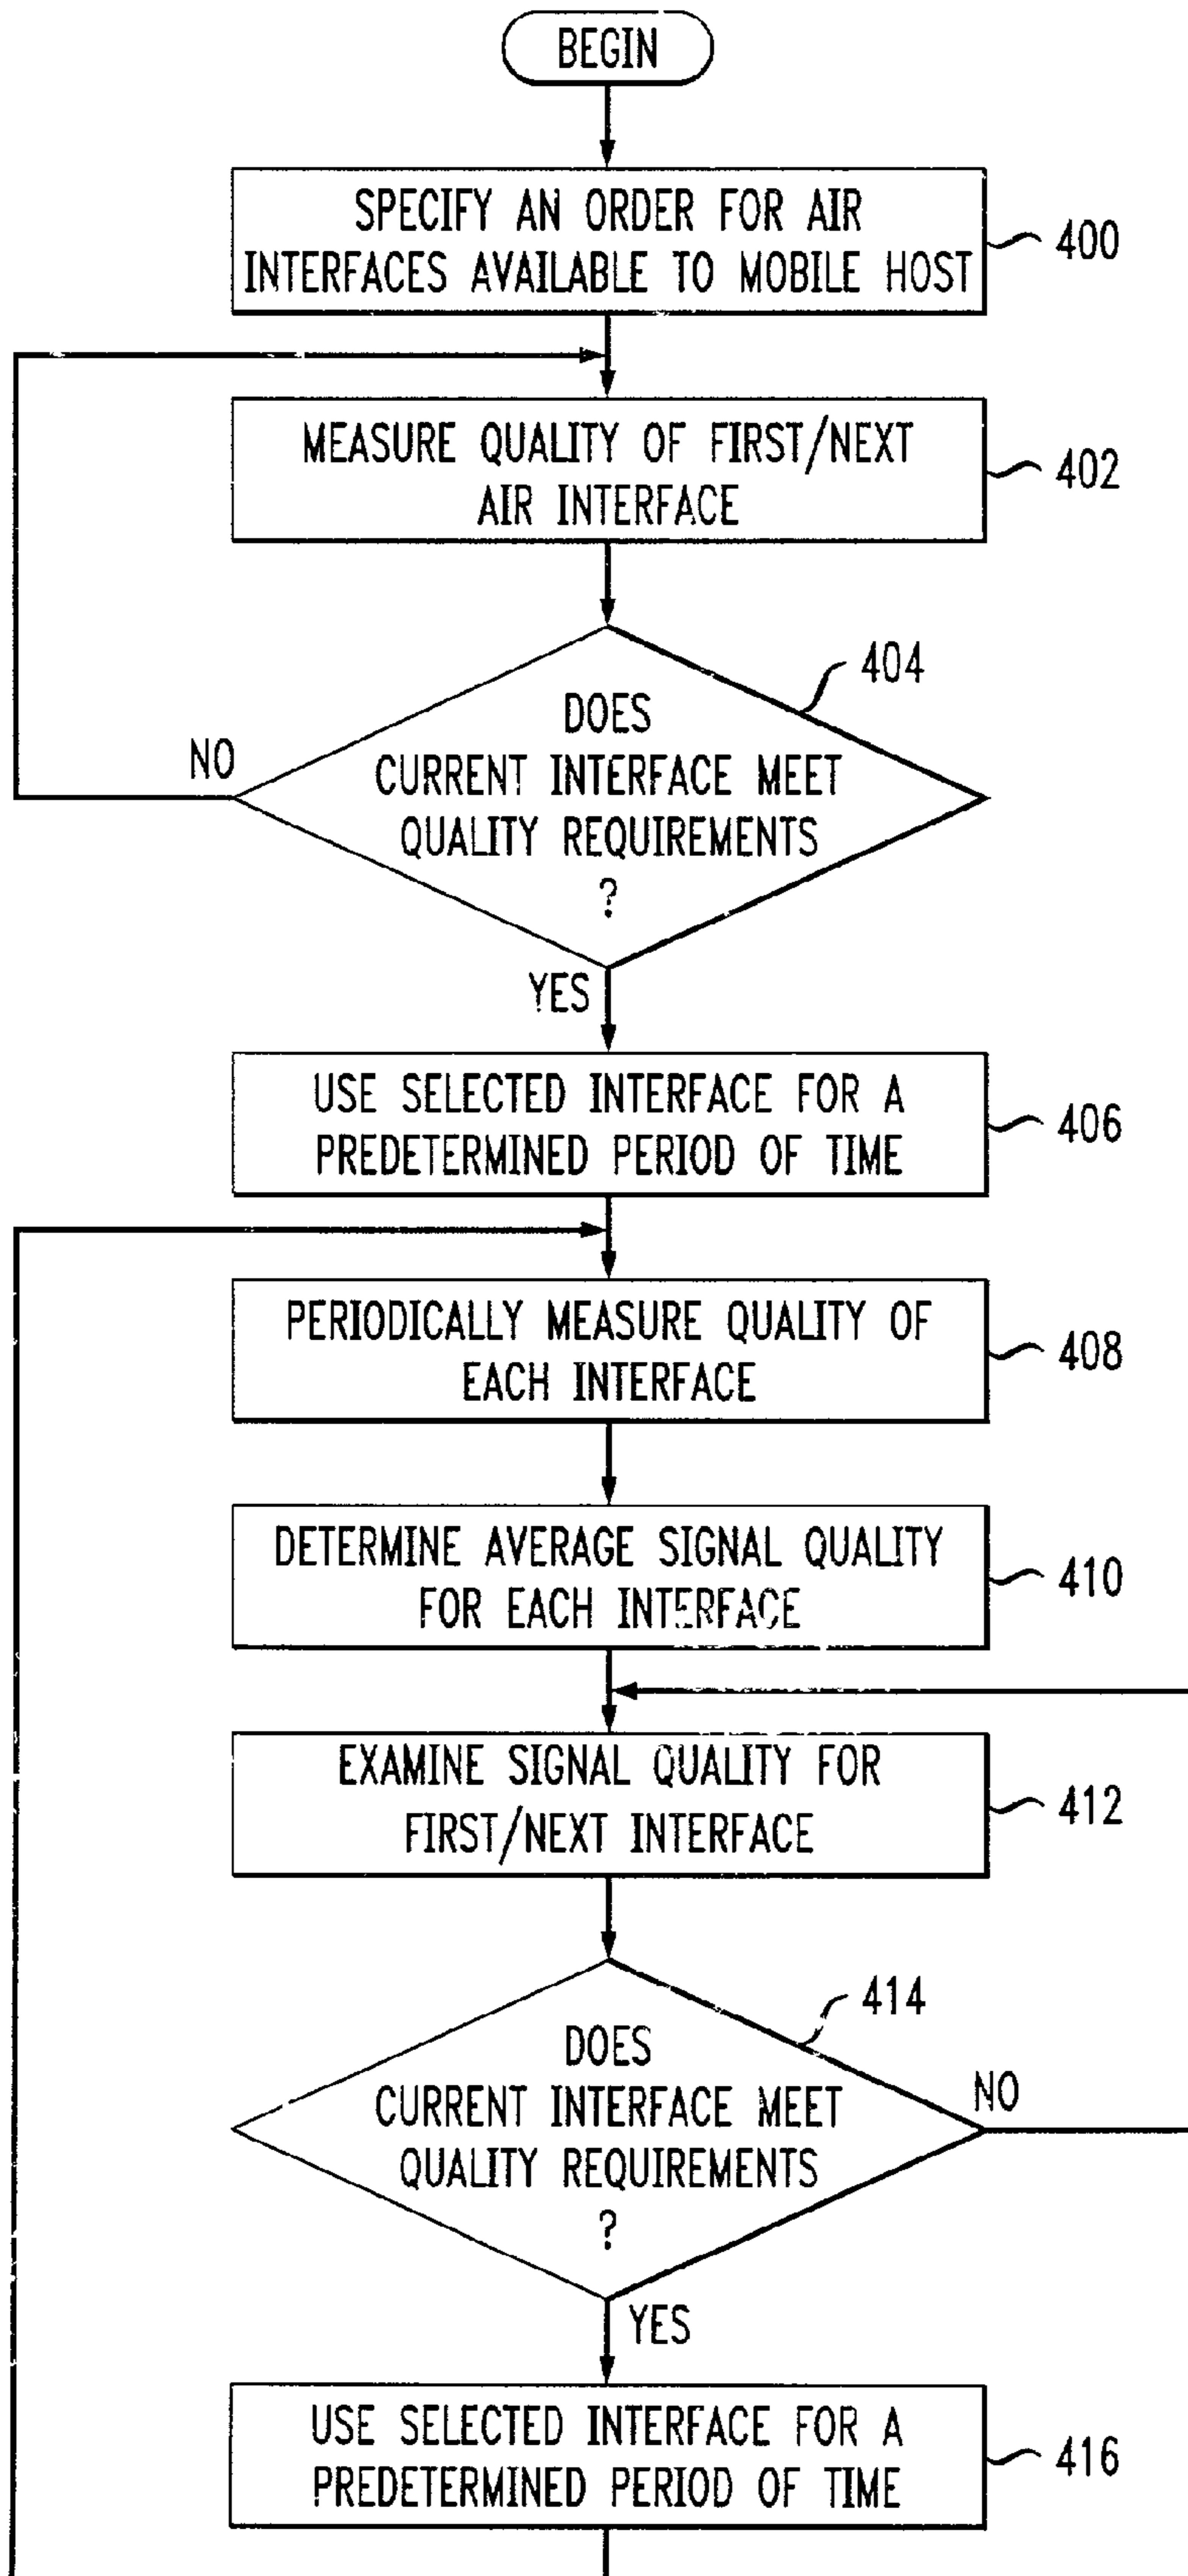 BEGIN
SPECIFY AN ORDER FOR AIR
INTERFACES AVAILABLE TO MOBILE HOST
400
MEASURE QUALITY OF FIRST/NEXT
AIR INTERFACE
402
404
DOES
CURRENT INTERFACE MEET
QUALITY REQUIREMENTS
?
NO
YES
USE SELECTED INTERFACE FOR A
PREDETERMINED PERIOD OF TIME
406
PERIODICALLY MEASURE QUALITY OF
EACH INTERFACE
408
DETERMINE AVERAGE SIGNAL QUALITY
FOR EACH INTERFACE
410
EXAMINE SIGNAL QUALITY FOR
FIRST/NEXT INTERFACE
412
414
DOES
CURRENT INTERFACE MEET
QUALITY REQUIREMENTS
?
NO
YES
USE SELECTED INTERFACE FOR A
PREDETERMINED PERIOD OF TIME
416